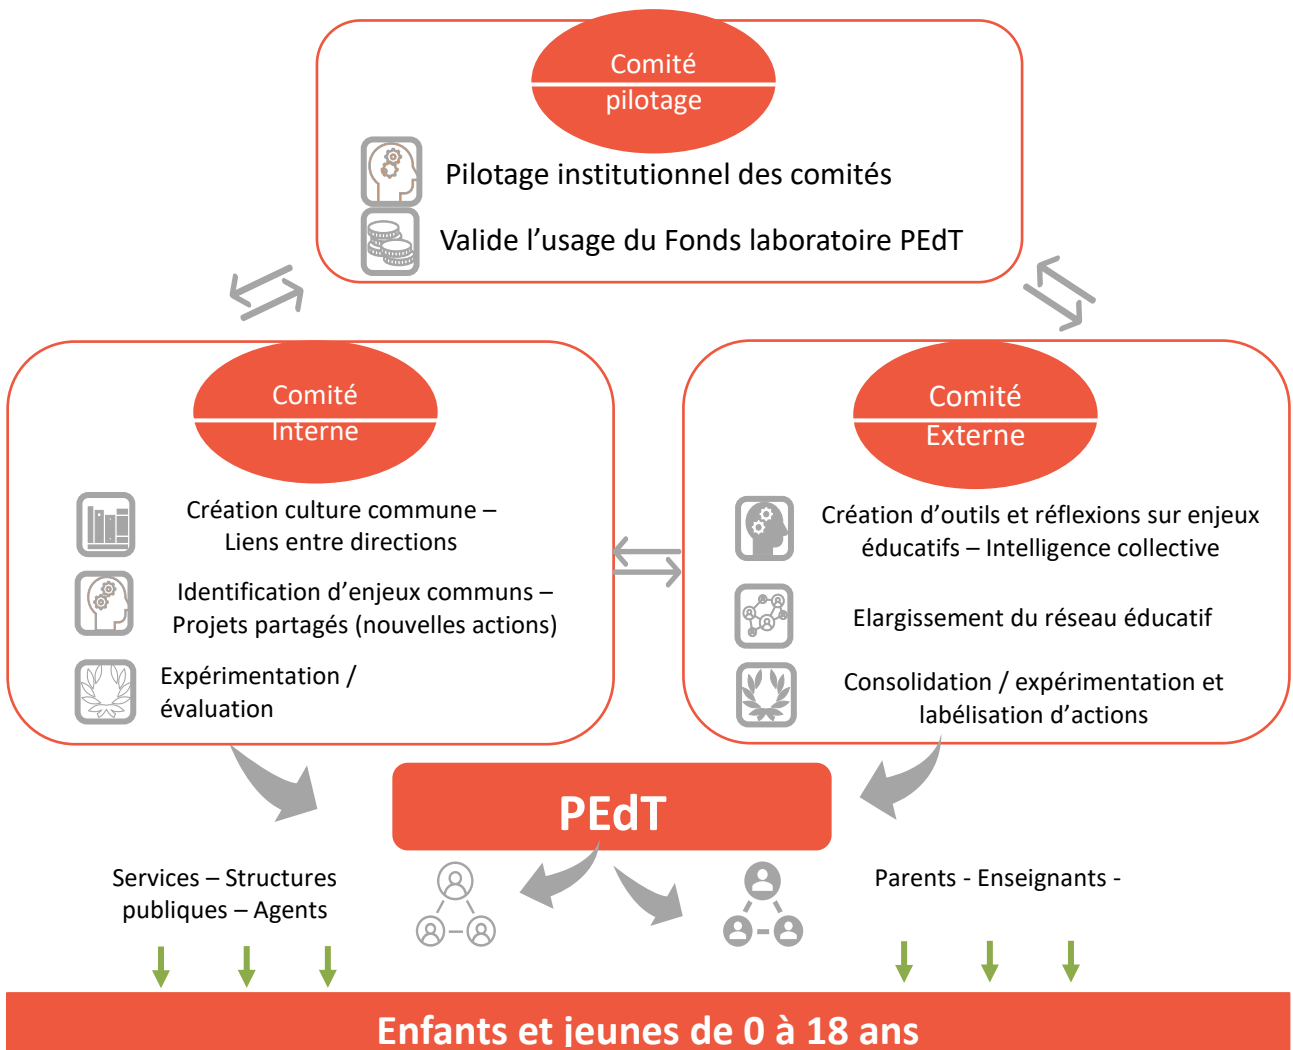 Comité
pilotage
Pilotage institutionnel des comités
Valide l’usage du Fonds laboratoire PEdT
Comité
Interne
Création culture commune –
Liens entre directions
Identification d’enjeux communs –
Projets partagés (nouvelles actions)
Expérimentation /
évaluation
Comité
Externe
Création d’outils et réflexions sur enjeux
éducatifs – Intelligence collective
Elargissement du réseau éducatif
Consolidation / expérimentation et
labélisation d’actions
PEdT
Services – Structures
publiques – Agents
Parents - Enseignants -
Enfants et jeunes de 0 à 18 ans